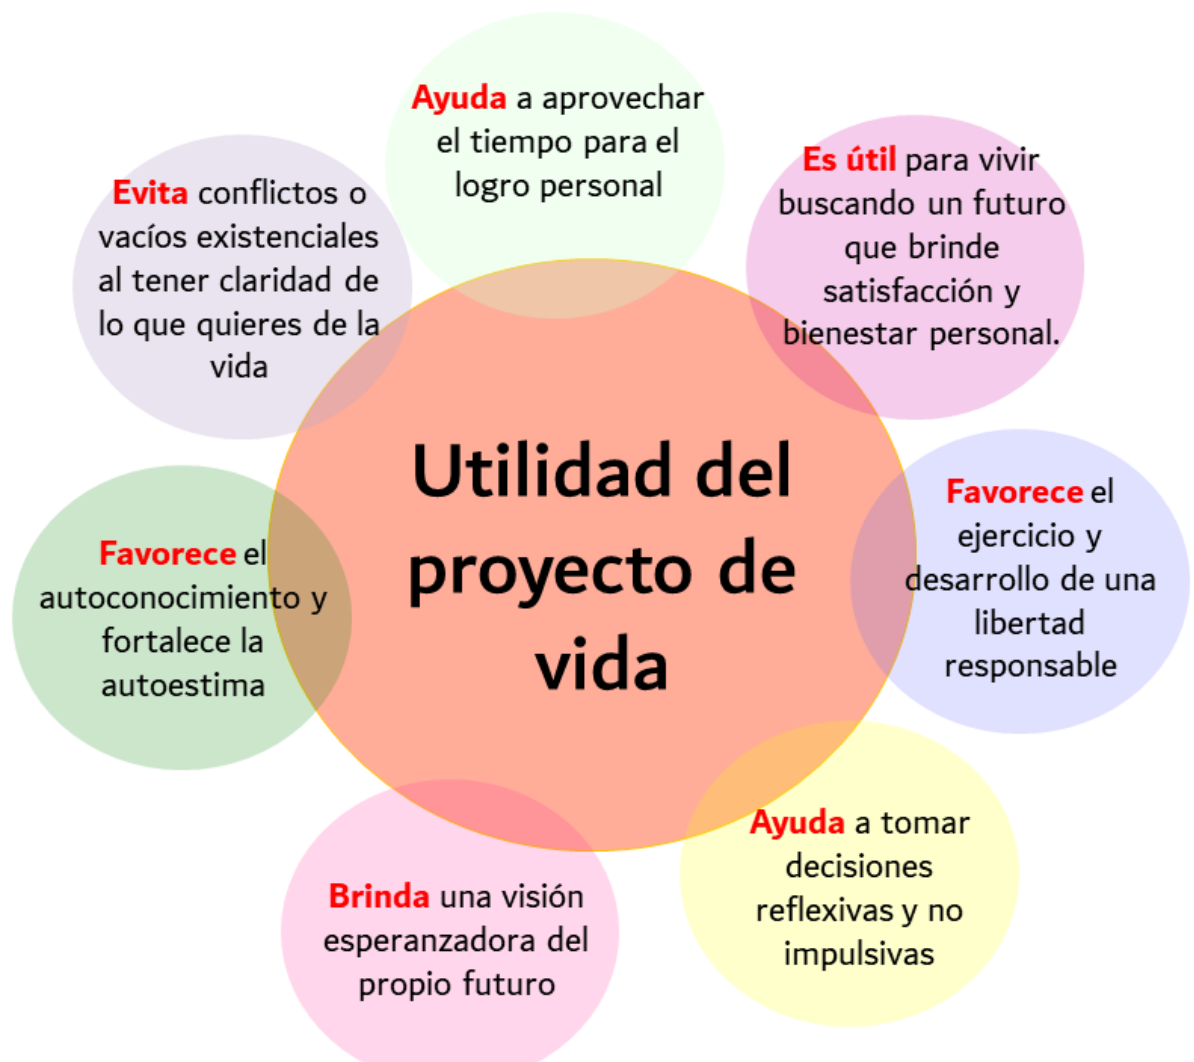 Ayuda a aprovechar
el tiempo para el
logro personal
Es útil para vivir
buscando un futuro
que brinde
satisfacción y
bienestar personal.
Favorece el
ejercicio y
desarrollo de una
libertad
responsable
Ayuda a tomar
decisiones
reflexivas y no
impulsivas
Brinda una visión
esperanzadora del
propio futuro
Favorece el
autoconocimiento y
fortalece la
autoestima
Evita conflictos o
vacíos existenciales
al tener claridad de
lo que quieres de la
vida
Utilidad del
proyecto de
vida